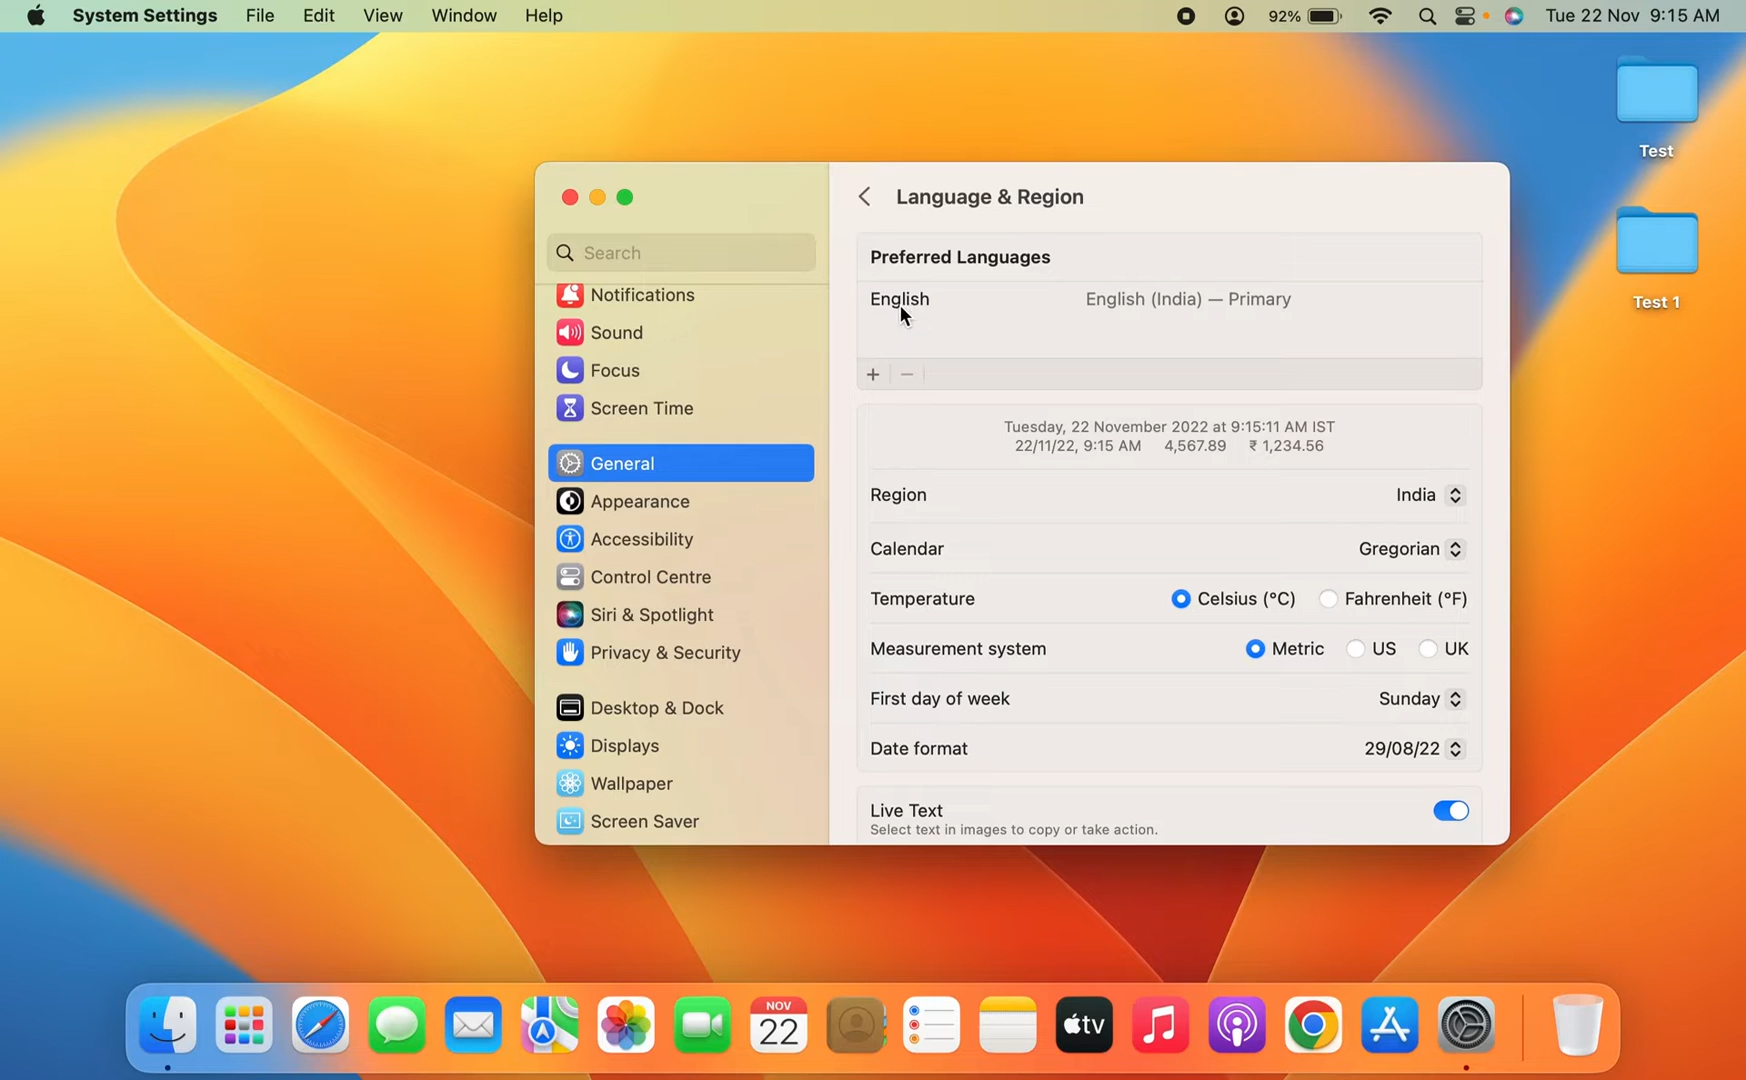 System Settings File Edit View Window Help 92% Tue 22 Nov 9:15 AM
Test
Test 1
Search
Notifications
Sound
Focus
Screen Time
General
Appearance
Accessibility
Control Centre
Siri & Spotlight
Privacy & Security
Desktop & Dock
Displays
Wallpaper
Screen Saver
Language & Region
Preferred Languages
English English (India) — Primary
+ −
Tuesday, 22 November 2022 at 9:15:11 AM IST
22/11/22, 9:15 AM 4,567.89 ₹ 1,234.56
Region India
Calendar Gregorian
Temperature Celsius (°C) Fahrenheit (°F)
Measurement system Metric US UK
First day of week Sunday
Date format 29/08/22
Live Text
Select text in images to copy or take action.
NOV
22
tv